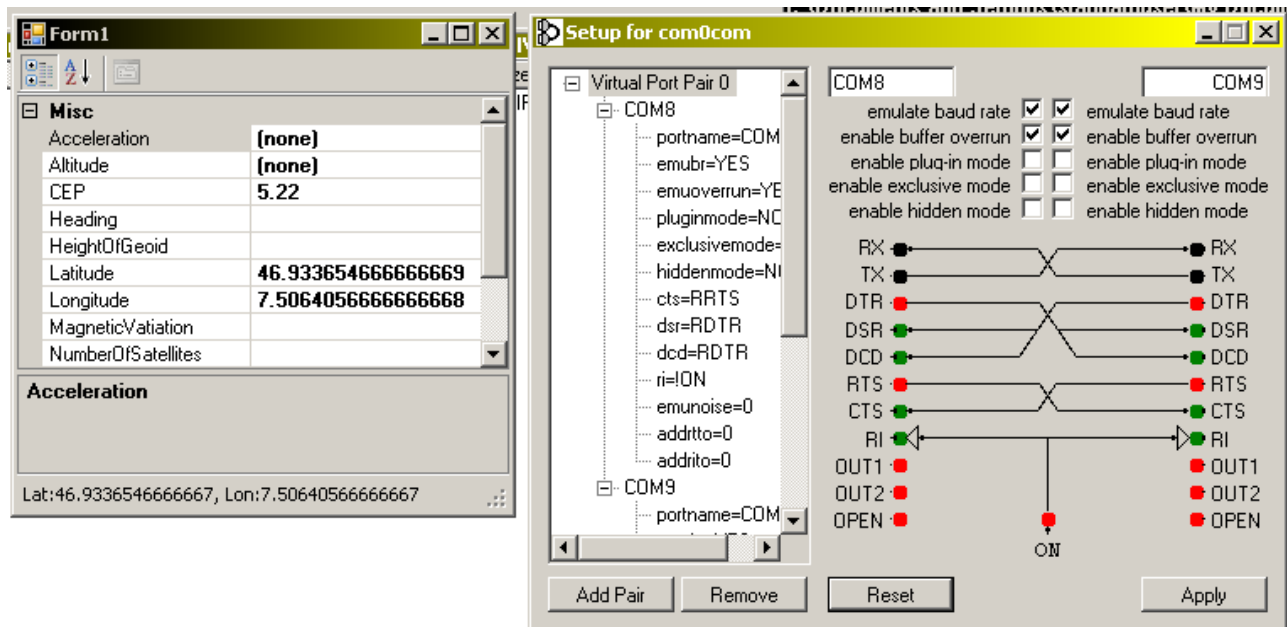 Form1
Misc
Acceleration (none)
Altitude (none)
CEP 5.22
Heading
HeightOfGeoid
Latitude 46.933654666666669
Longitude 7.5064056666666668
MagneticVatiation
NumberOfSatellites
Acceleration
Lat:46.9336546666667, Lon:7.50640566666667
Setup for com0com
Virtual Port Pair 0
COM8
portname=COM
emubr=YES
emuoverrun=YE
pluginmode=NO
exclusivemode=
hiddenmode=N
cts=RRTS
dsr=RDTR
dcd=RDTR
ri=!ON
emunoise=0
addrtto=0
addrito=0
COM9
portname=COM
COM8 COM9
emulate baud rate emulate baud rate
enable buffer overrun enable buffer overrun
enable plug-in mode enable plug-in mode
enable exclusive mode enable exclusive mode
enable hidden mode enable hidden mode
RX RX
TX TX
DTR DTR
DSR DSR
DCD DCD
RTS RTS
CTS CTS
RI RI
OUT1 OUT1
OUT2 OUT2
OPEN OPEN
ON
Add Pair Remove Reset Apply